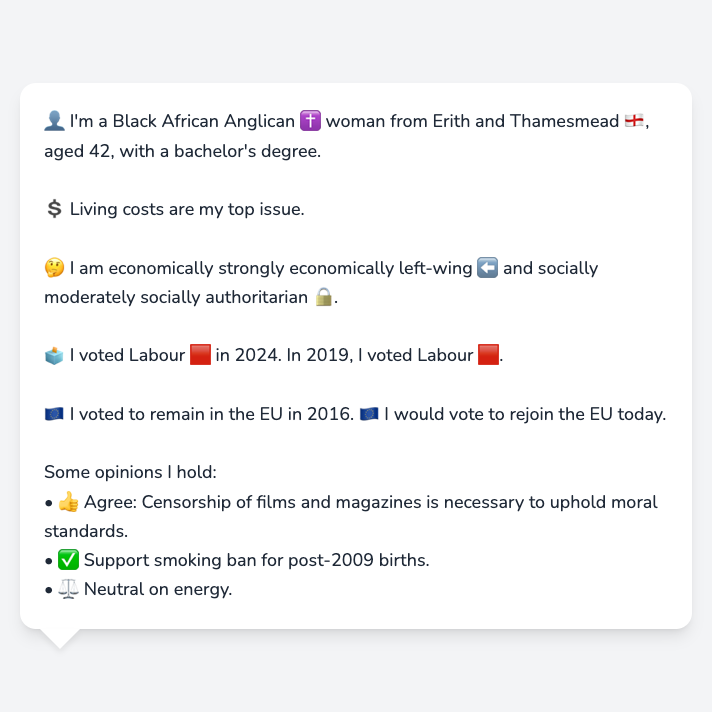 👤 I'm a Black African Anglican ✝️ woman from Erith and Thamesmead 🏴󠁧󠁢󠁥󠁮󠁧󠁿,
aged 42, with a bachelor's degree.
💲 Living costs are my top issue.
🤔 I am economically strongly economically left-wing ⬅️ and socially
moderately socially authoritarian 🔒.
🗳️ I voted Labour 🟥 in 2024. In 2019, I voted Labour 🟥.
🇪🇺 I voted to remain in the EU in 2016. 🇪🇺 I would vote to rejoin the EU today.
Some opinions I hold:
• 👍 Agree: Censorship of films and magazines is necessary to uphold moral
standards.
• ✅ Support smoking ban for post-2009 births.
• ⚖️ Neutral on energy.